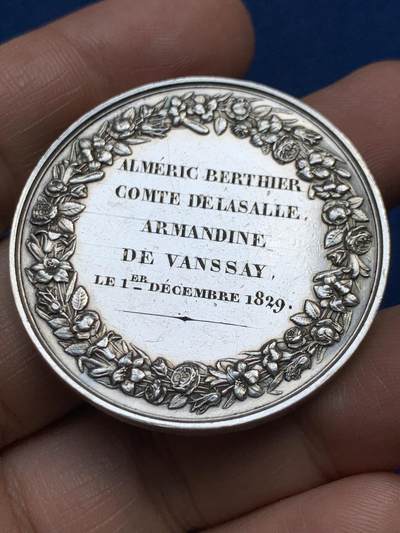 ALMÉRIC BERTHIER
COMTE DE LASALLE,
ARMANDINE
DE VANSSAY,
LE 1ER DÉCEMBRE 1829.